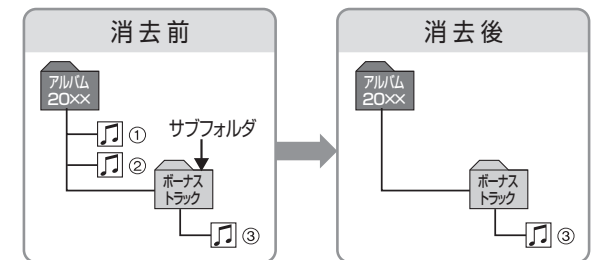 消去前
アルバム
20××
①
②
サブフォルダ
ボーナス
トラック
③
消去後
アルバム
20××
ボーナス
トラック
③